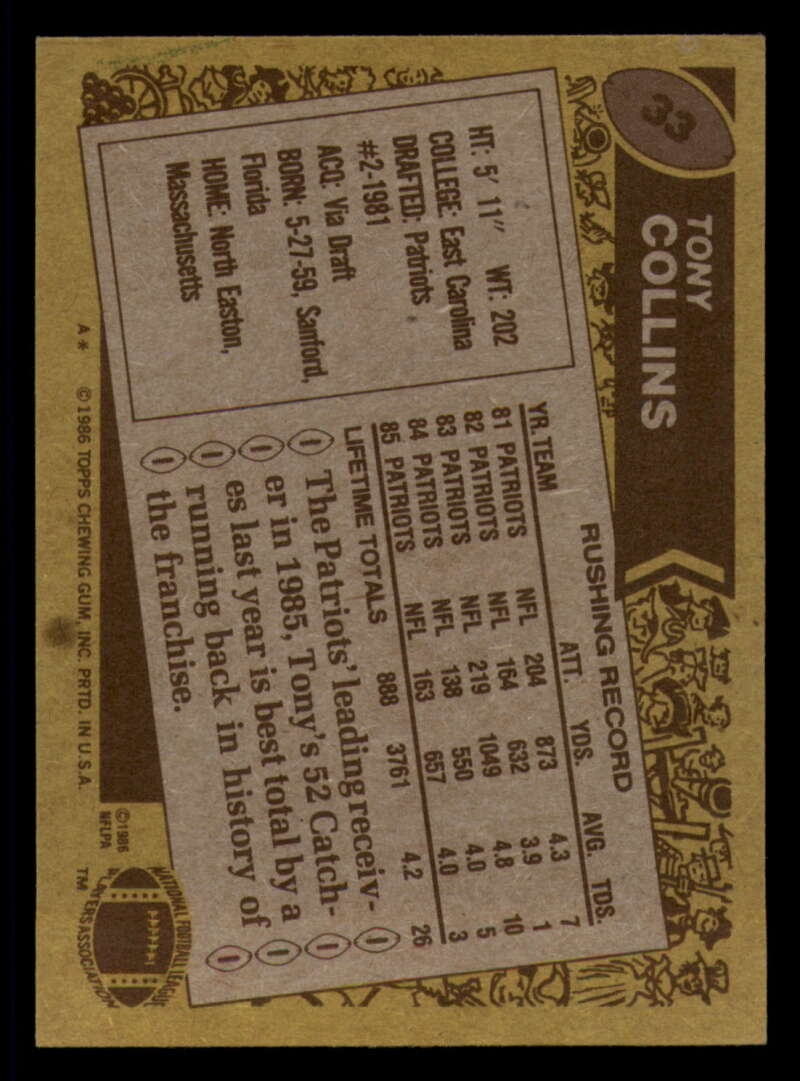 33
TONY
COLLINS
HT: 5' 11" WT: 202
COLLEGE: East Carolina
DRAFTED: Patriots
#2-1981
ACQ: Via Draft
BORN: 5-27-59, Sanford,
Florida
HOME: North Easton,
Massachusetts
RUSHING RECORD
YR. TEAM ATT. YDS. AVG. TDS.
81 PATRIOTS NFL 204 873 4.3 7
82 PATRIOTS NFL 164 632 3.9 1
83 PATRIOTS NFL 219 1049 4.8 10
84 PATRIOTS NFL 138 550 4.0 5
85 PATRIOTS NFL 163 657 4.0 3
LIFETIME TOTALS 888 3761 4.2 26
The Patriots' leading receiv-
er in 1985, Tony's 52 Catch-
es last year is best total by a
running back in history of
the franchise.
©1986
NFLPA
NATIONAL FOOTBALL LEAGUE
PLAYERS ASSOCIATION
TM
A* ©1986 TOPPS CHEWING GUM, INC. PRTD. IN U.S.A.